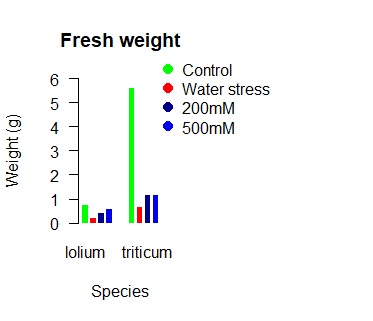 Fresh weight
Control
Water stress
200mM
500mM
Weight (g)
6
5
4
3
2
1
0
lolium triticum
Species